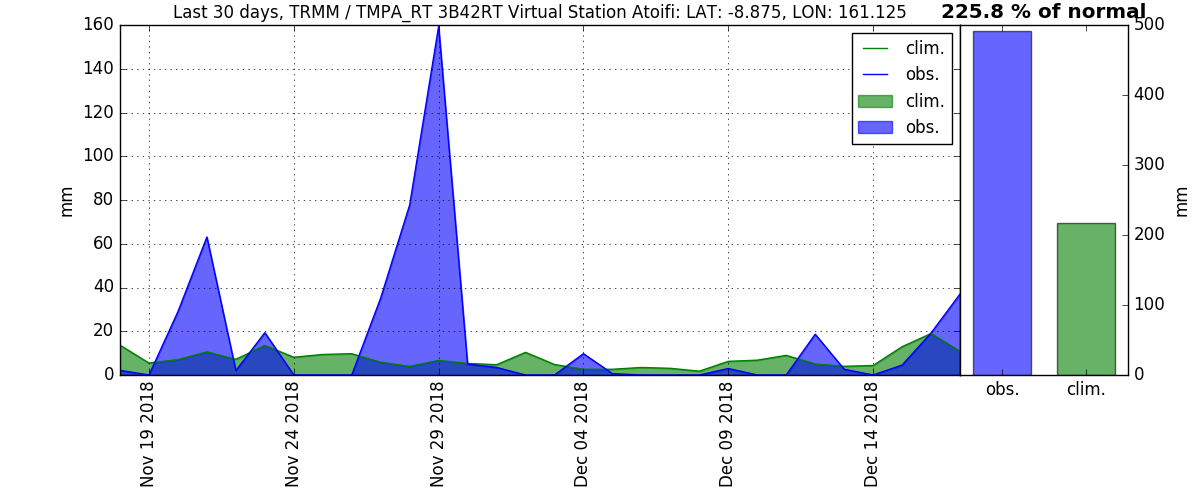 Last 30 days, TRMM / TMPA_RT 3B42RT Virtual Station Atoifi: LAT: -8.875, LON: 161.125
225.8 % of normal
160
140
120
100
80
60
40
20
0
mm
clim.
obs.
clim.
obs.
Nov 19 2018
Nov 24 2018
Nov 29 2018
Dec 04 2018
Dec 09 2018
Dec 14 2018
500
400
300
200
100
0
mm
obs. clim.